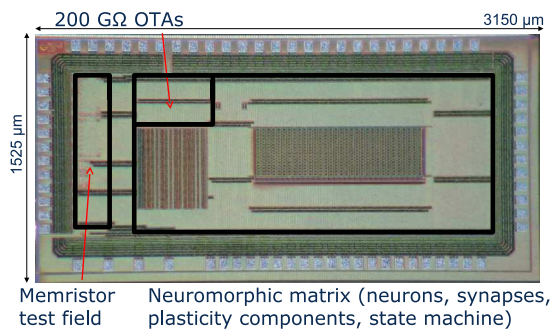 200 GΩ OTAs
3150 µm
1525 µm
Memristor
test field
Neuromorphic matrix (neurons, synapses,
plasticity components, state machine)